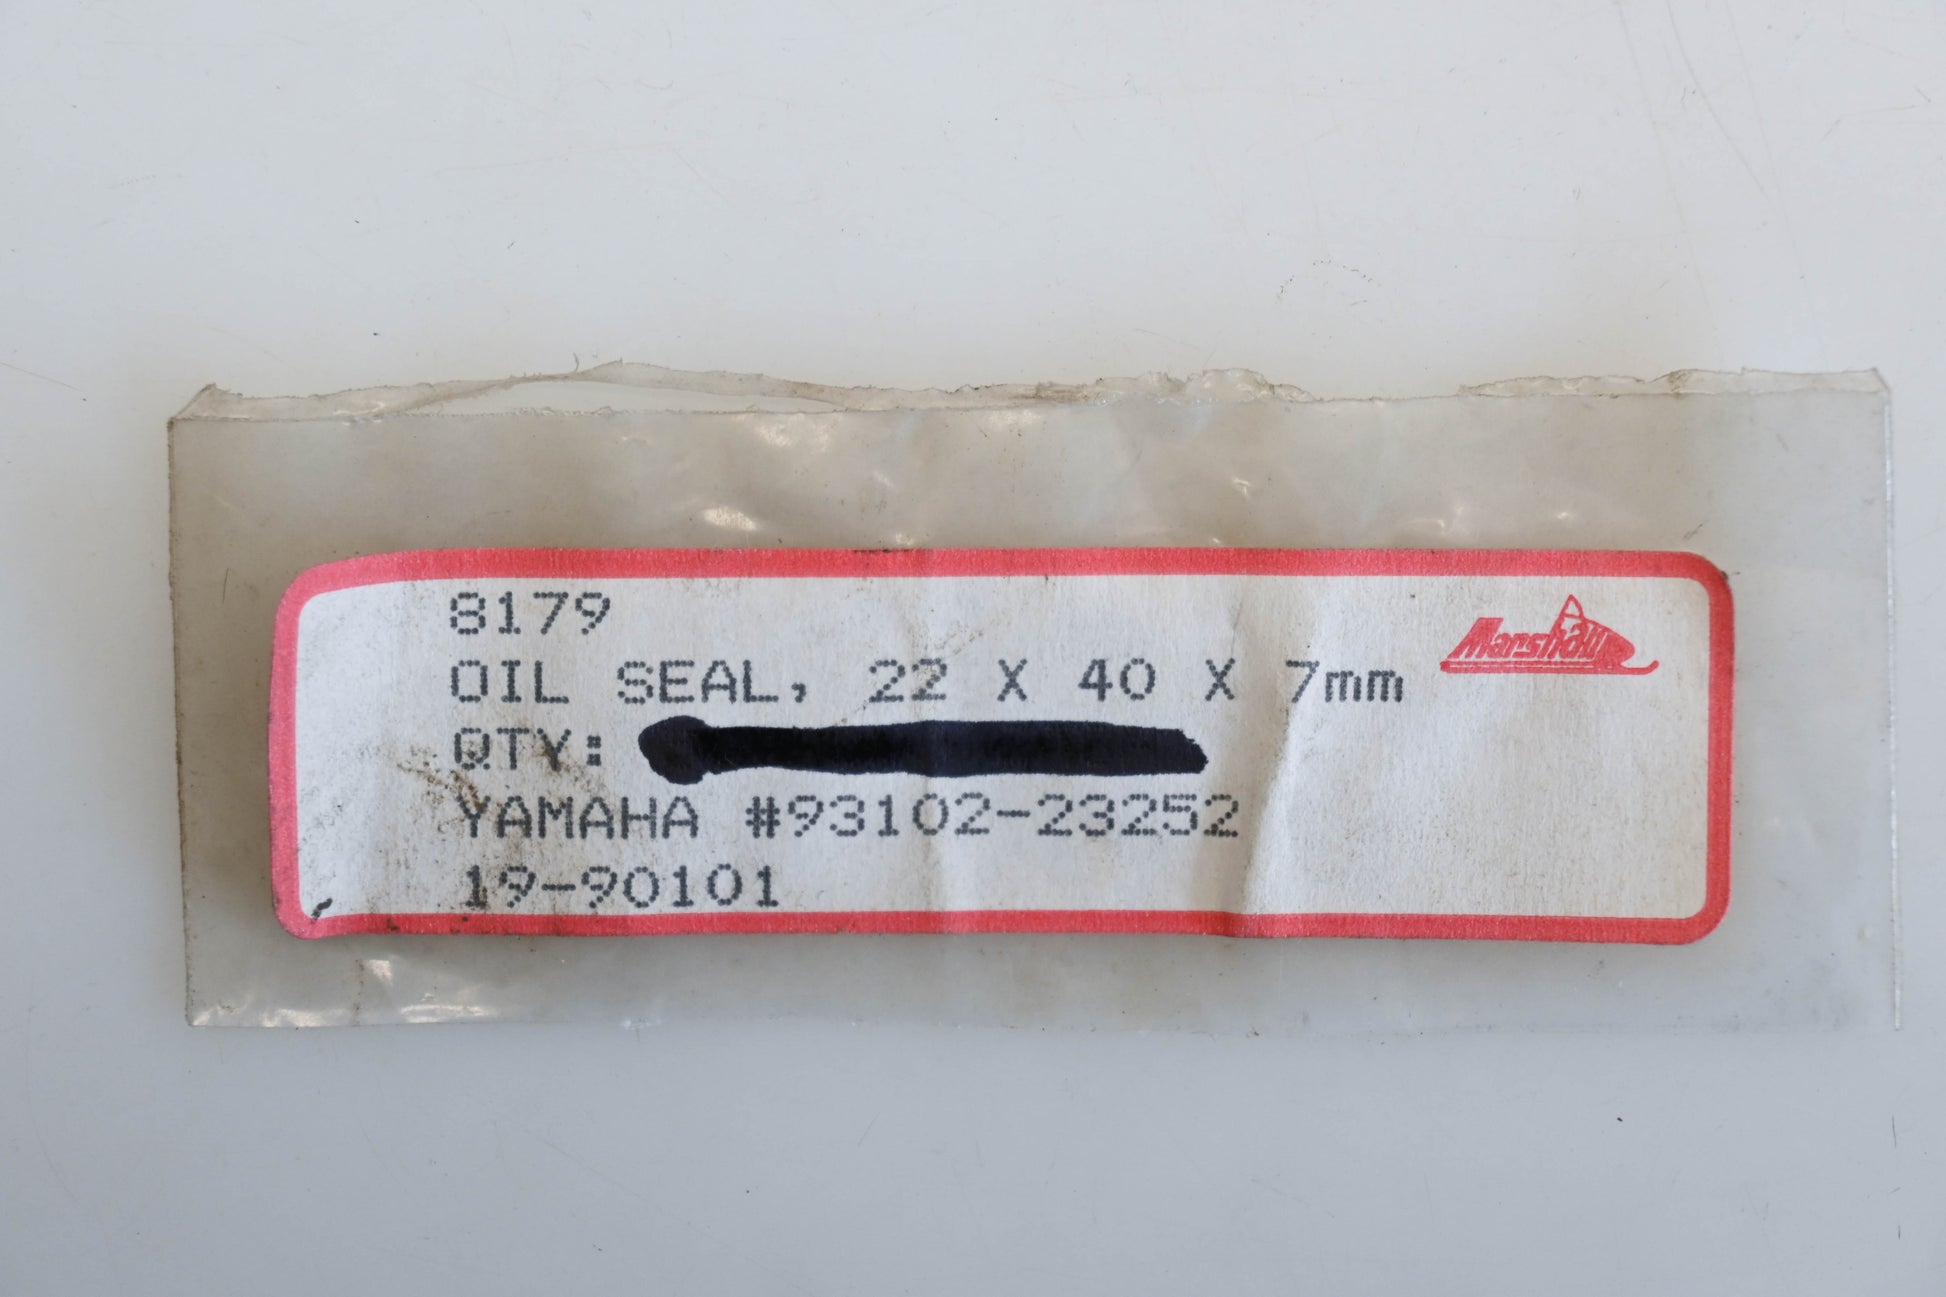 8179
Marshall
OIL SEAL, 22 X 40 X 7mm
QTY:
YAMAHA #93102-23252
19-90101